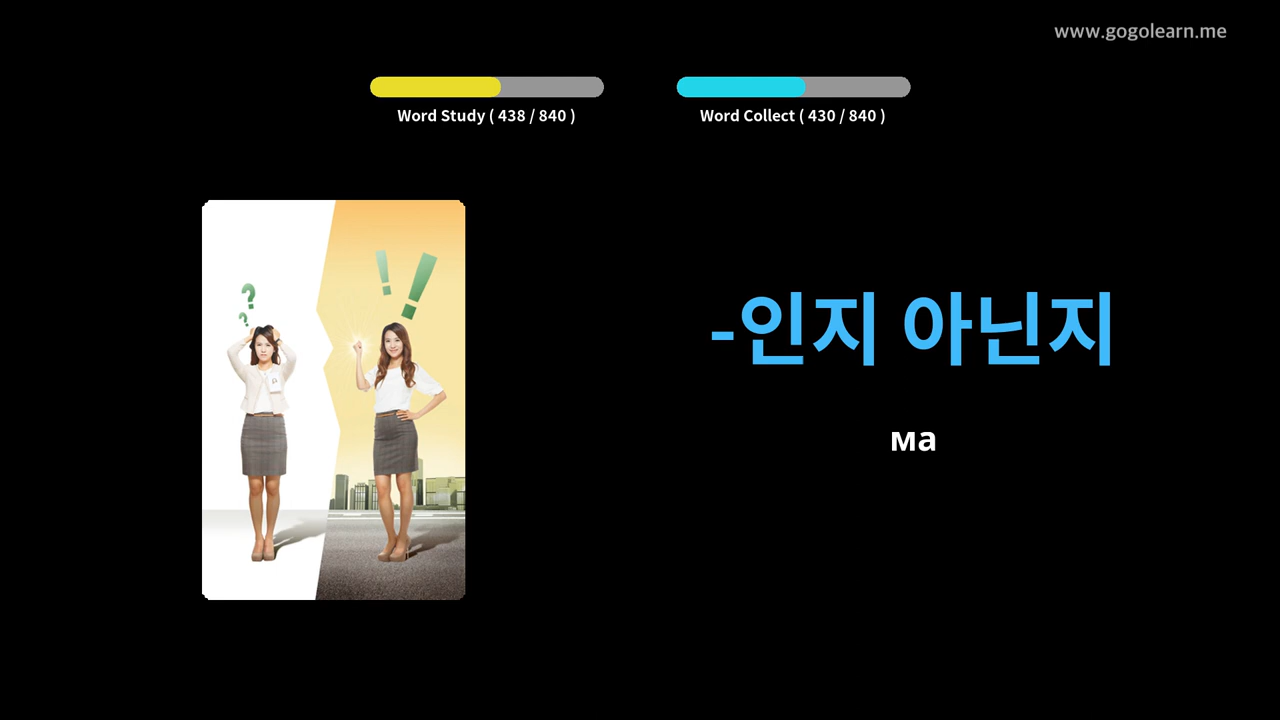 www.gogolearn.me
Word Study ( 438 / 840 )
Word Collect ( 430 / 840 )
? ?
! !
-인지 아닌지
ма